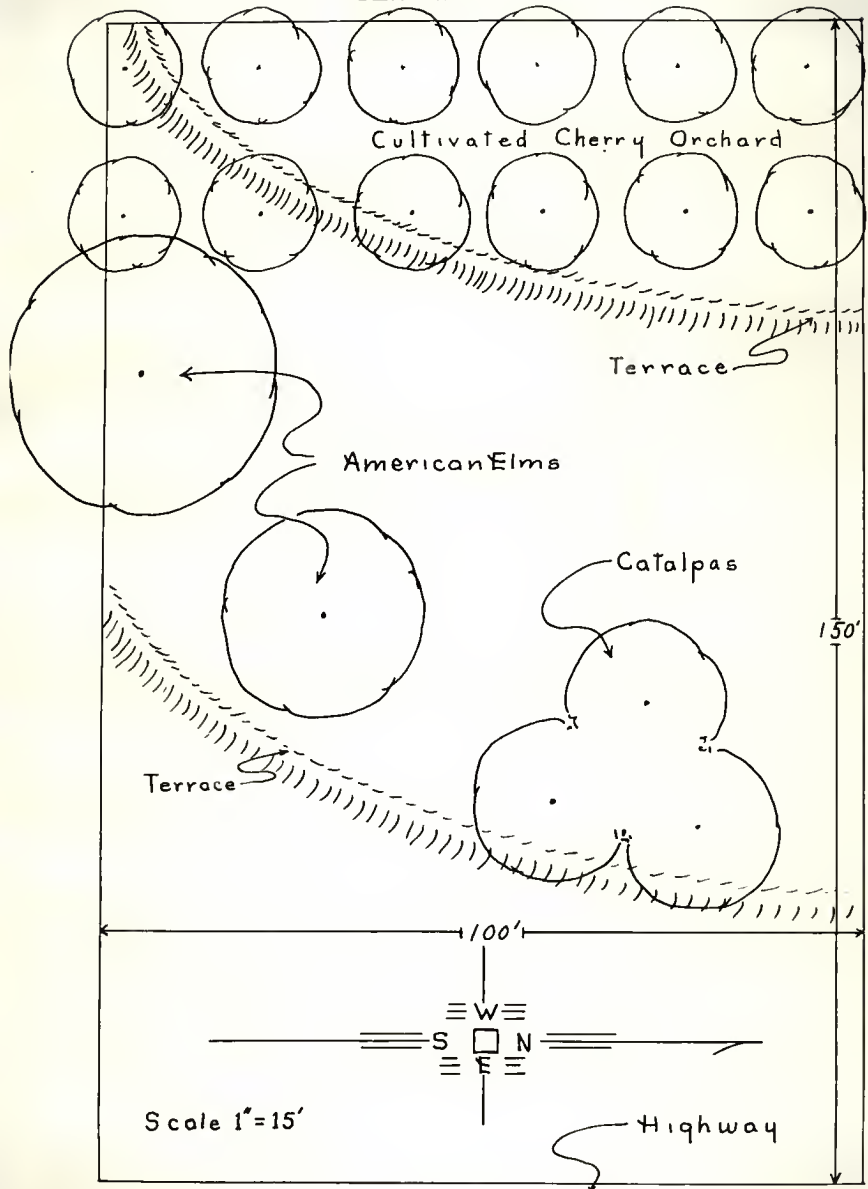 Cultivated Cherry Orchard
Terrace
American Elms
Catalpas
150'
Terrace
100'
W
S N
E
Scale 1"=15'
Highway